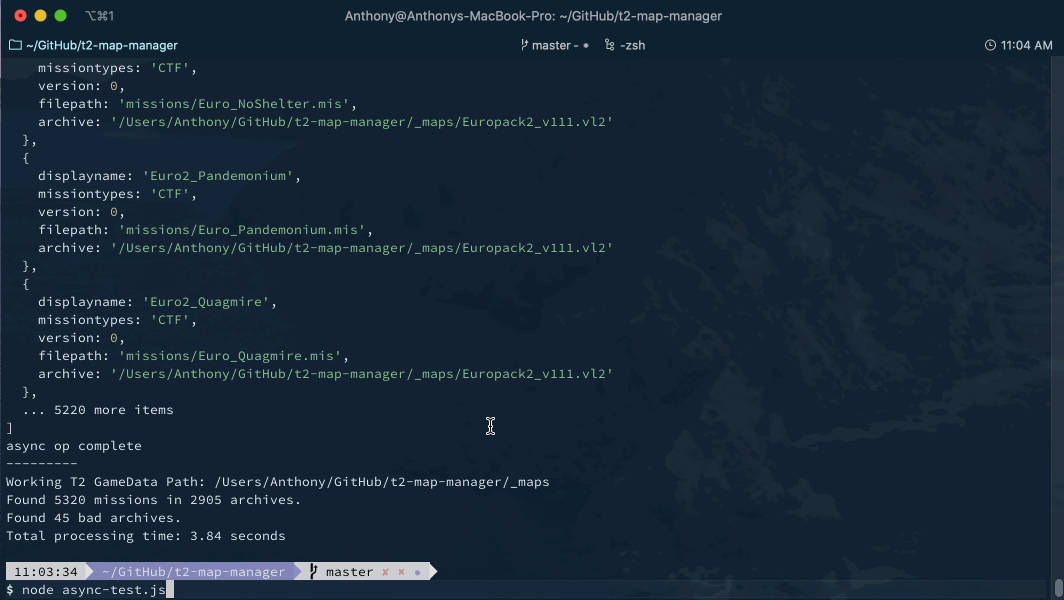 ⌥⌘1
Anthony@Anthonys-MacBook-Pro: ~/GitHub/t2-map-manager
~/GitHub/t2-map-manager
master - •
-zsh
11:04 AM
missiontypes: 'CTF',
version: 0,
filepath: 'missions/Euro_NoShelter.mis',
archive: '/Users/Anthony/GitHub/t2-map-manager/_maps/Europack2_v111.vl2'
},
{
displayname: 'Euro2_Pandemonium',
missiontypes: 'CTF',
version: 0,
filepath: 'missions/Euro_Pandemonium.mis',
archive: '/Users/Anthony/GitHub/t2-map-manager/_maps/Europack2_v111.vl2'
},
{
displayname: 'Euro2_Quagmire',
missiontypes: 'CTF',
version: 0,
filepath: 'missions/Euro_Quagmire.mis',
archive: '/Users/Anthony/GitHub/t2-map-manager/_maps/Europack2_v111.vl2'
},
... 5220 more items
]
async op complete
---------
Working T2 GameData Path: /Users/Anthony/GitHub/t2-map-manager/_maps
Found 5320 missions in 2905 archives.
Found 45 bad archives.
Total processing time: 3.84 seconds
11:03:34 ~/GitHub/t2-map-manager master ✘ ✖ •
$ node async-test.js